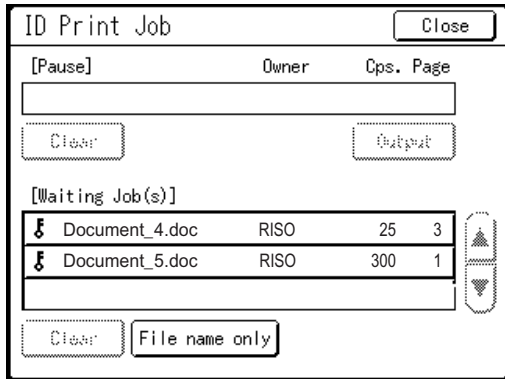 ID Print Job Close
[Pause] Owner Cps. Page
Clear Output
[Waiting Job(s)]
Document_4.doc RISO 25 3
Document_5.doc RISO 300 1
Clear File name only